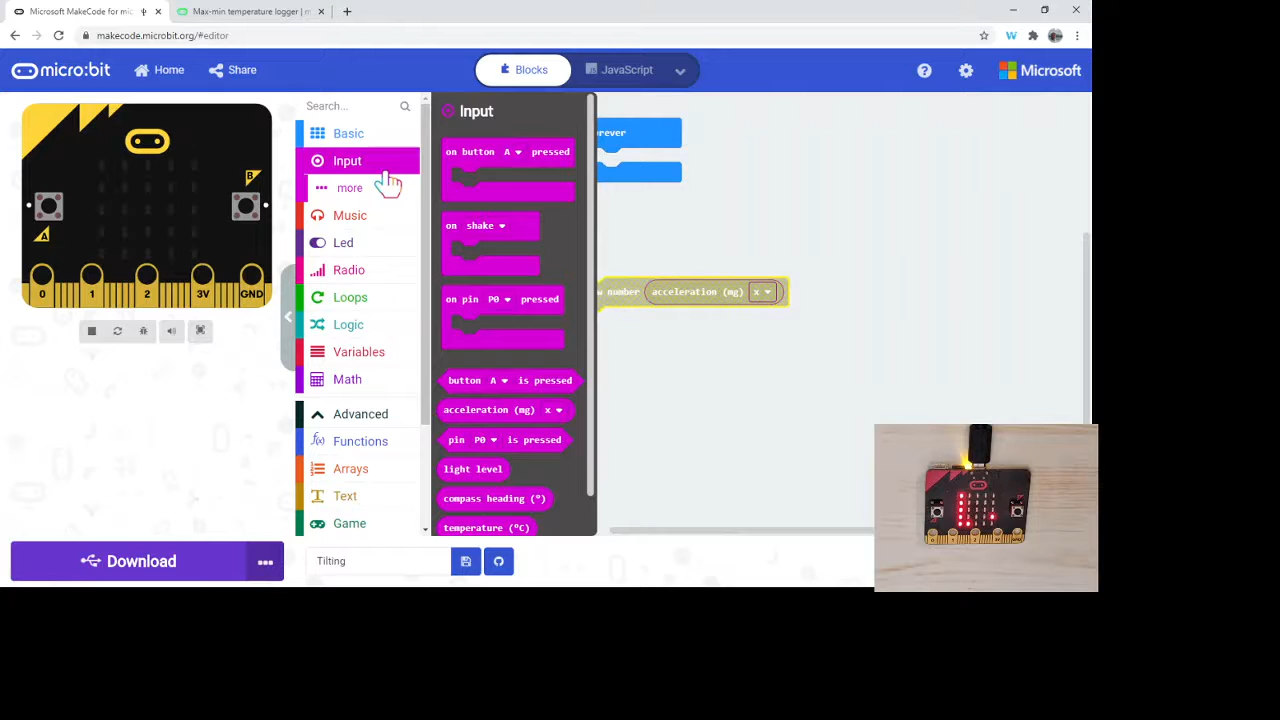 Microsoft MakeCode for mic
Max-min temperature logger | m
makecode.microbit.org/#editor
W
micro:bit
Home
Share
Blocks
JavaScript
Microsoft
Search...
Basic
Input
more
Music
Led
Radio
Loops
Logic
Variables
Math
Advanced
Functions
Arrays
Text
Game
Input
on button A pressed
on shake
on pin P0 pressed
button A is pressed
acceleration (mg) x
pin P0 is pressed
light level
compass heading (°)
temperature (°C)
rever
w number acceleration (mg) x
A
B
0 1 2 3V GND
Download
Tilting